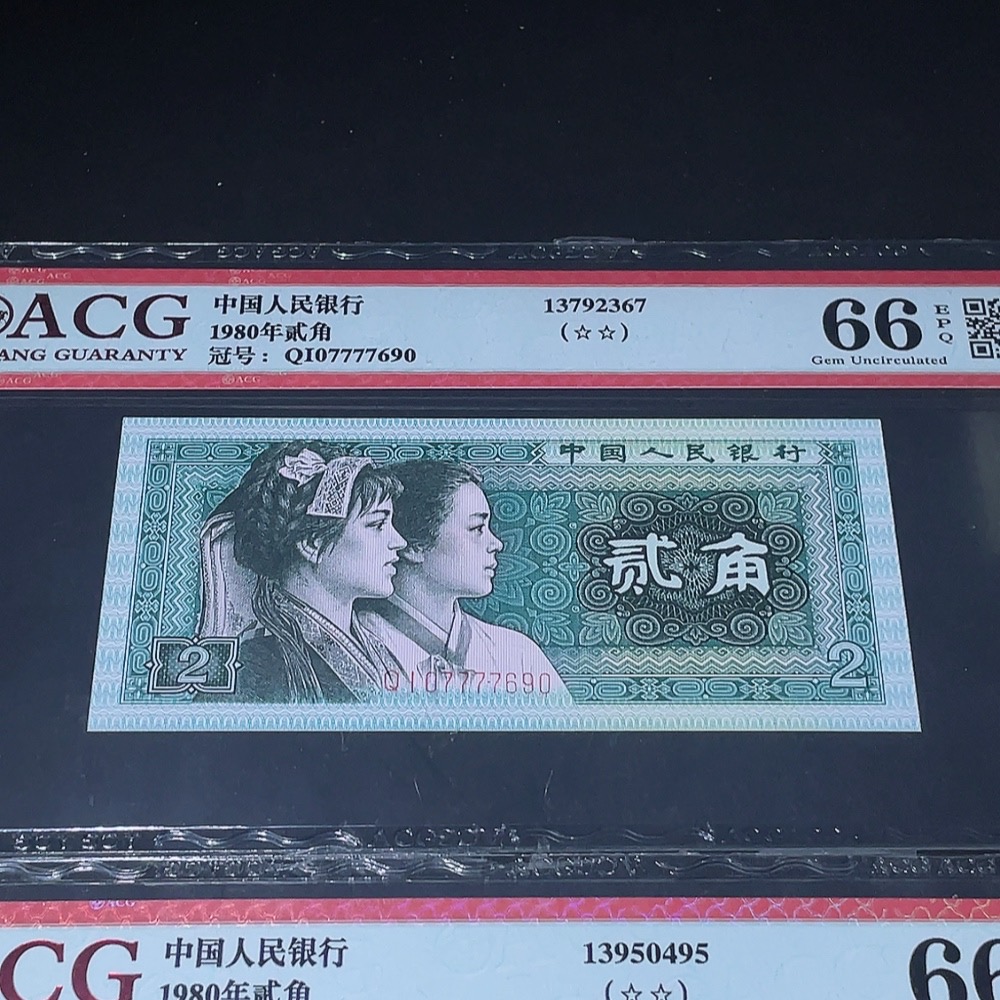 ACG
ANG GUARANTY
中国人民银行
1980年贰角
冠号：QI07777690
13792367
(☆☆)
66
EPQ
Gem Uncirculated
ACG
中国人民银行
贰角
2
2
QI07777690
ACG
CG
中国人民银行
1980年贰角
13950495
(☆☆)
66